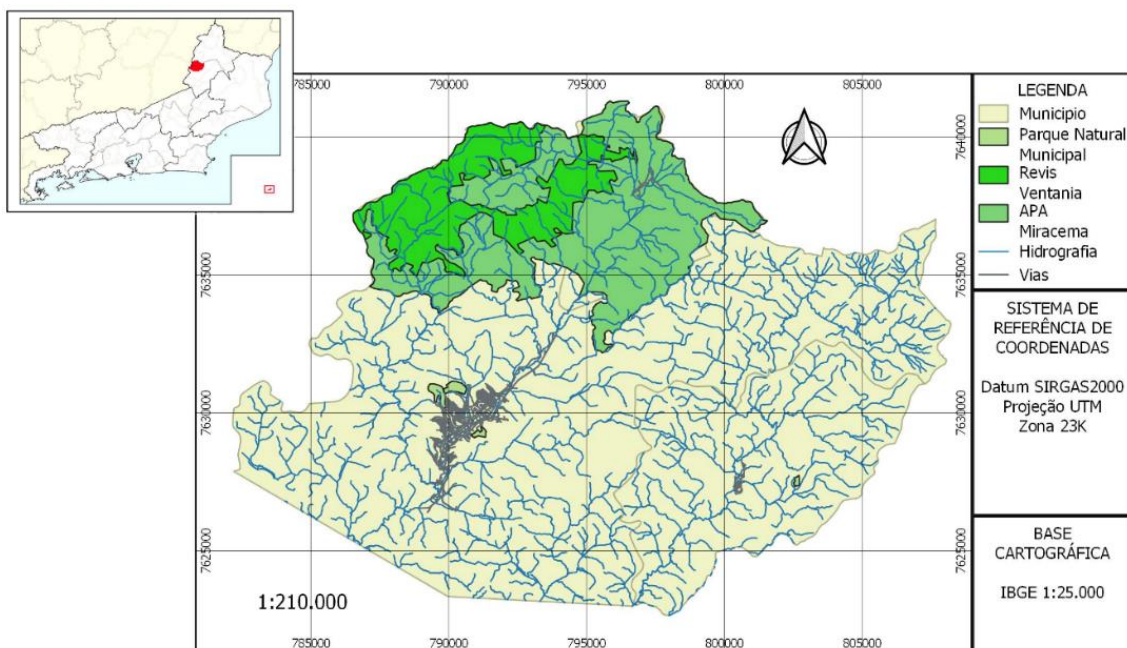 785000
790000
795000
800000
805000
7640000
7635000
7630000
7625000
7640000
7635000
7630000
7625000
1:210.000
785000
790000
795000
800000
805000
LEGENDA
Municipio
Parque Natural
Municipal
Revis
Ventania
APA
Miracema
Hidrografia
Vias
SISTEMA DE
REFERÊNCIA DE
COORDENADAS
Datum SIRGAS2000
Projeção UTM
Zona 23K
BASE
CARTOGRÁFICA
IBGE 1:25.000